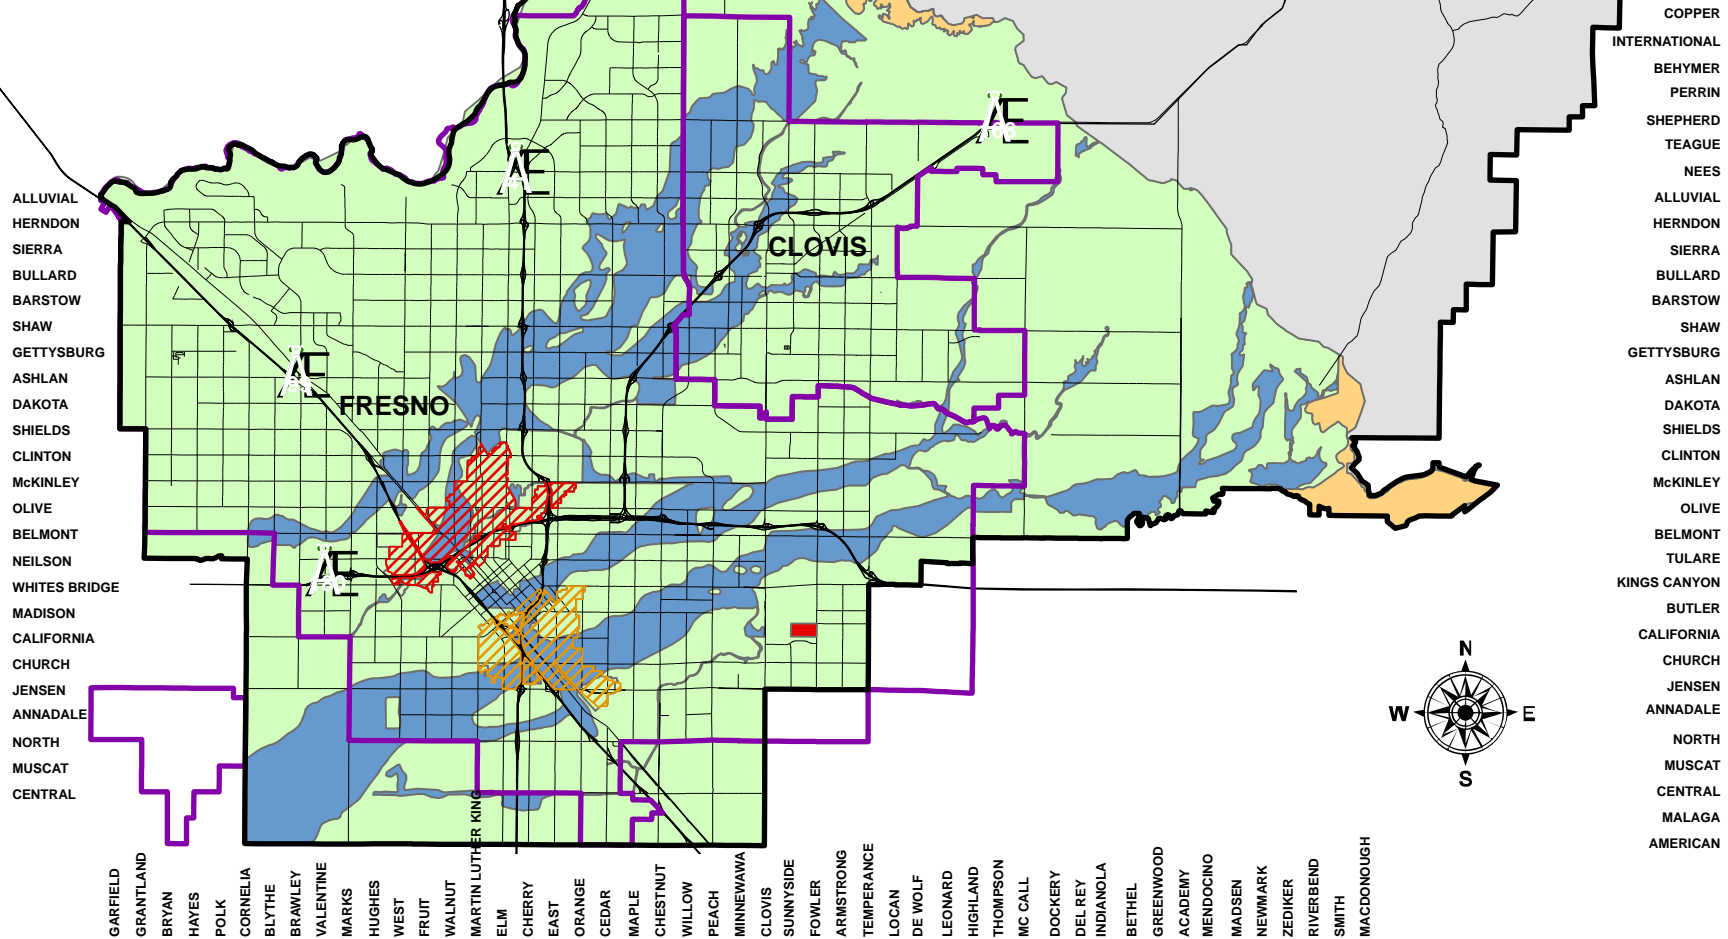 COPPER
INTERNATIONAL
BEHYMER
PERRIN
SHEPHERD
TEAGUE
NEES
ALLUVIAL
HERNDON
SIERRA
BULLARD
BARSTOW
SHAW
GETTYSBURG
ASHLAN
DAKOTA
SHIELDS
CLINTON
McKINLEY
OLIVE
BELMONT
TULARE
KINGS CANYON
BUTLER
CALIFORNIA
CHURCH
JENSEN
ANNADALE
NORTH
MUSCAT
CENTRAL
MALAGA
AMERICAN
ALLUVIAL
HERNDON
SIERRA
BULLARD
BARSTOW
SHAW
GETTYSBURG
ASHLAN
DAKOTA
SHIELDS
CLINTON
McKINLEY
OLIVE
BELMONT
NEILSON
WHITES BRIDGE
MADISON
CALIFORNIA
CHURCH
JENSEN
ANNADALE
NORTH
MUSCAT
CENTRAL
CLOVIS
FRESNO
N
W
E
S
GARFIELD
GRANTLAND
BRYAN
HAYES
POLK
CORNELIA
BLYTHE
BRAWLEY
VALENTINE
MARKS
HUGHES
WEST
FRUIT
WALNUT
MARTIN LUTHER KING
ELM
CHERRY
EAST
ORANGE
CEDAR
MAPLE
CHESTNUT
WILLOW
PEACH
MINNEWAWA
CLOVIS
SUNNYSIDE
FOWLER
ARMSTRONG
TEMPERANCE
LOCAN
DE WOLF
LEONARD
HIGHLAND
THOMPSON
MC CALL
DOCKERY
DEL REY
INDIANOLA
BETHEL
GREENWOOD
ACADEMY
MENDOCINO
MADSEN
NEWMARK
ZEDIKER
RIVERBEND
SMITH
MACDONOUGH